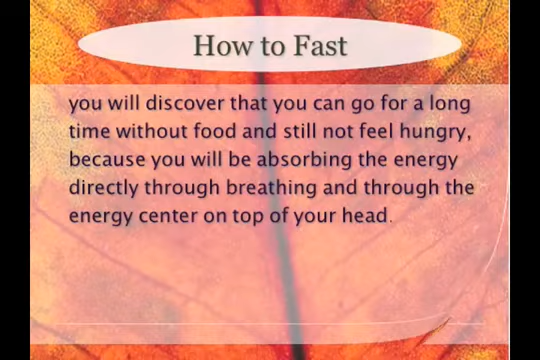 How to Fast
you will discover that you can go for a long
time without food and still not feel hungry,
because you will be absorbing the energy
directly through breathing and through the
energy center on top of your head.